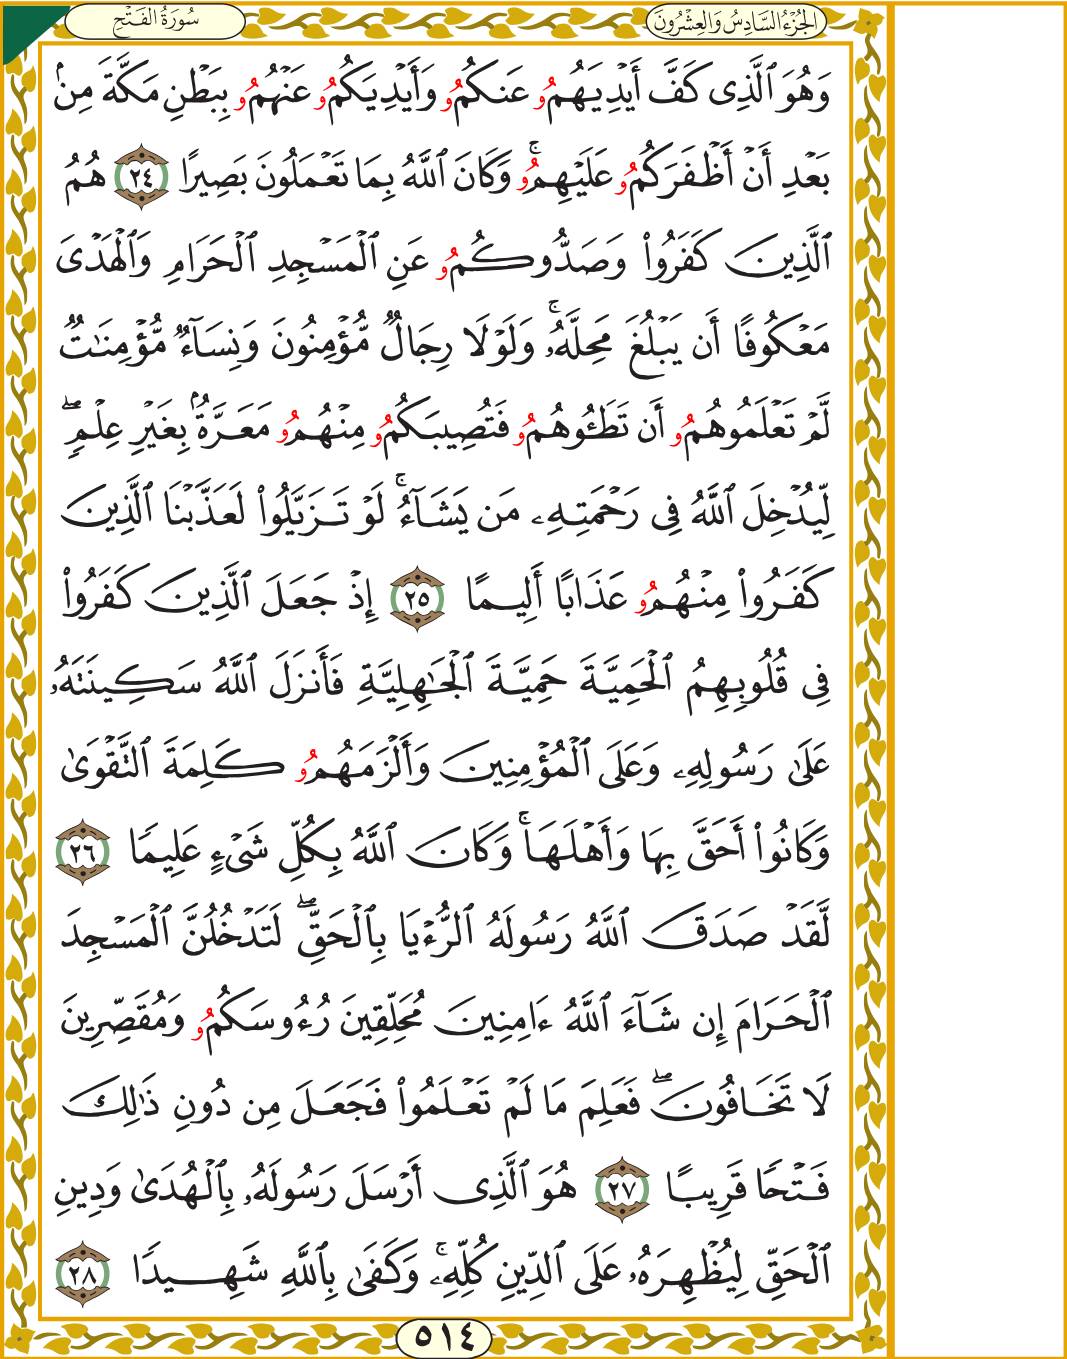 الجُزْءُ السَّادِسُ وَالعِشْرُونَ
سُورَةُ الفَتْحِ
وَهُوَ ٱلَّذِى كَفَّ أَيْدِيَهُمُۥ عَنكُمُۥ وَأَيْدِيَكُمُۥ عَنْهُمُۥ بِبَطْنِ مَكَّةَ مِنۢ
بَعْدِ أَنْ أَظْفَرَكُمُۥ عَلَيْهِمُۥۚ وَكَانَ ٱللَّهُ بِمَا تَعْمَلُونَ بَصِيرًا ٢٤ هُمُ
ٱلَّذِينَ كَفَرُوا۟ وَصَدُّوكُمُۥ عَنِ ٱلْمَسْجِدِ ٱلْحَرَامِ وَٱلْهَدْىَ
مَعْكُوفًا أَن يَبْلُغَ مَحِلَّهُۥۚ وَلَوْلَا رِجَالٌ مُّؤْمِنُونَ وَنِسَآءٌ مُّؤْمِنَٰتٌ
لَّمْ تَعْلَمُوهُمُۥ أَن تَطَـُٔوهُمُۥ فَتُصِيبَكُمُۥ مِنْهُمُۥ مَعَرَّةٌۢ بِغَيْرِ عِلْمٍۖ
لِّيُدْخِلَ ٱللَّهُ فِى رَحْمَتِهِۦ مَن يَشَآءُۚ لَوْ تَزَيَّلُوا۟ لَعَذَّبْنَا ٱلَّذِينَ
كَفَرُوا۟ مِنْهُمُۥ عَذَابًا أَلِيمًا ٢٥ إِذْ جَعَلَ ٱلَّذِينَ كَفَرُوا۟
فِى قُلُوبِهِمُ ٱلْحَمِيَّةَ حَمِيَّةَ ٱلْجَٰهِلِيَّةِ فَأَنزَلَ ٱللَّهُ سَكِينَتَهُۥ
عَلَىٰ رَسُولِهِۦ وَعَلَى ٱلْمُؤْمِنِينَ وَأَلْزَمَهُمُۥ كَلِمَةَ ٱلتَّقْوَىٰ
وَكَانُوا۟ أَحَقَّ بِهَا وَأَهْلَهَاۚ وَكَانَ ٱللَّهُ بِكُلِّ شَىْءٍ عَلِيمًا ٢٦
لَّقَدْ صَدَقَ ٱللَّهُ رَسُولَهُ ٱلرُّءْيَا بِٱلْحَقِّۖ لَتَدْخُلُنَّ ٱلْمَسْجِدَ
ٱلْحَرَامَ إِن شَآءَ ٱللَّهُ ءَامِنِينَ مُحَلِّقِينَ رُءُوسَكُمُۥ وَمُقَصِّرِينَ
لَا تَخَافُونَۖ فَعَلِمَ مَا لَمْ تَعْلَمُوا۟ فَجَعَلَ مِن دُونِ ذَٰلِكَ
فَتْحًا قَرِيبًا ٢٧ هُوَ ٱلَّذِى أَرْسَلَ رَسُولَهُۥ بِٱلْهُدَىٰ وَدِينِ
ٱلْحَقِّ لِيُظْهِرَهُۥ عَلَى ٱلدِّينِ كُلِّهِۦۚ وَكَفَىٰ بِٱللَّهِ شَهِيدًا ٢٨
٥١٤